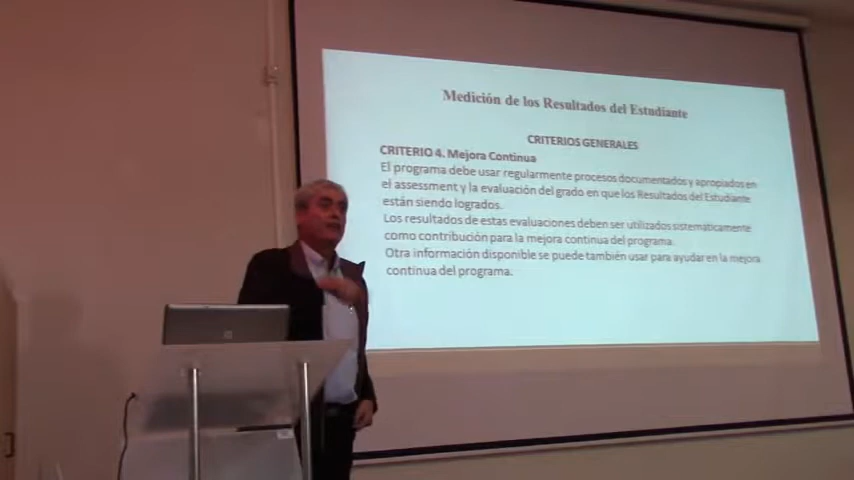 Medición de los Resultados del Estudiante
CRITERIOS GENERALES
CRITERIO 4. Mejora Continua
El programa debe usar regularmente procesos documentados y apropiados en
el assessment y la evaluación del grado en que los Resultados del Estudiante
están siendo logrados.
Los resultados de estas evaluaciones deben ser utilizados sistemáticamente,
como contribución para la mejora continua del programa.
Otra información disponible se puede también usar para ayudar en la mejora
continua del programa.